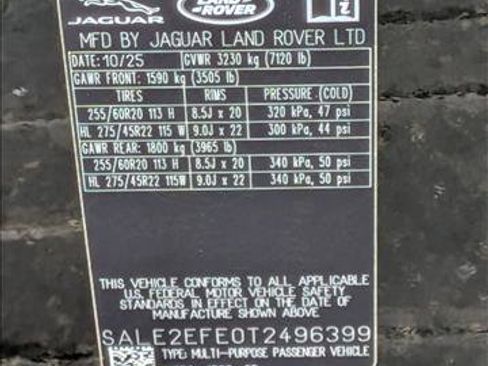 JAGUAR
LAND
ROVER
MFD BY JAGUAR LAND ROVER LTD
DATE: 10/25 GVWR 3230 kg (7120 lb)
GAWR FRONT: 1590 kg (3505 lb)
TIRES RIMS PRESSURE (COLD)
255/60R20 113 H 8.5J x 20 320 kPa, 47 psi
HL 275/45R22 115 W 9.0J x 22 300 kPa, 44 psi
GAWR REAR: 1800 kg (3965 lb)
255/60R20 113 H 8.5J x 20 340 kPa, 50 psi
HL 275/45R22 115W 9.0J x 22 340 kPa, 50 psi
THIS VEHICLE CONFORMS TO ALL APPLICABLE
U.S. FEDERAL MOTOR VEHICLE SAFETY
STANDARDS IN EFFECT ON THE DATE OF
MANUFACTURE SHOWN ABOVE.
SALE2EFE0T2496399
TYPE: MULTI-PURPOSE PASSENGER VEHICLE